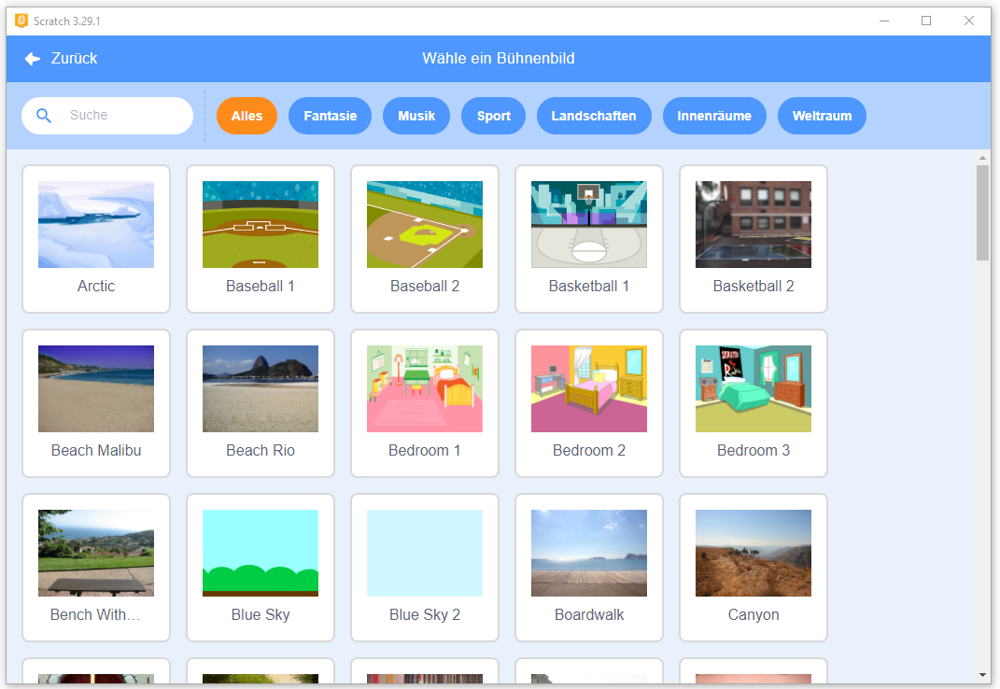 Scratch 3.29.1
Zurück
Wähle ein Bühnenbild
Suche
Alles
Fantasie
Musik
Sport
Landschaften
Innenräume
Weltraum
Arctic
Baseball 1
Baseball 2
Basketball 1
Basketball 2
SCRATCH
Beach Malibu
Beach Rio
Bedroom 1
Bedroom 2
Bedroom 3
Bench With...
Blue Sky
Blue Sky 2
Boardwalk
Canyon